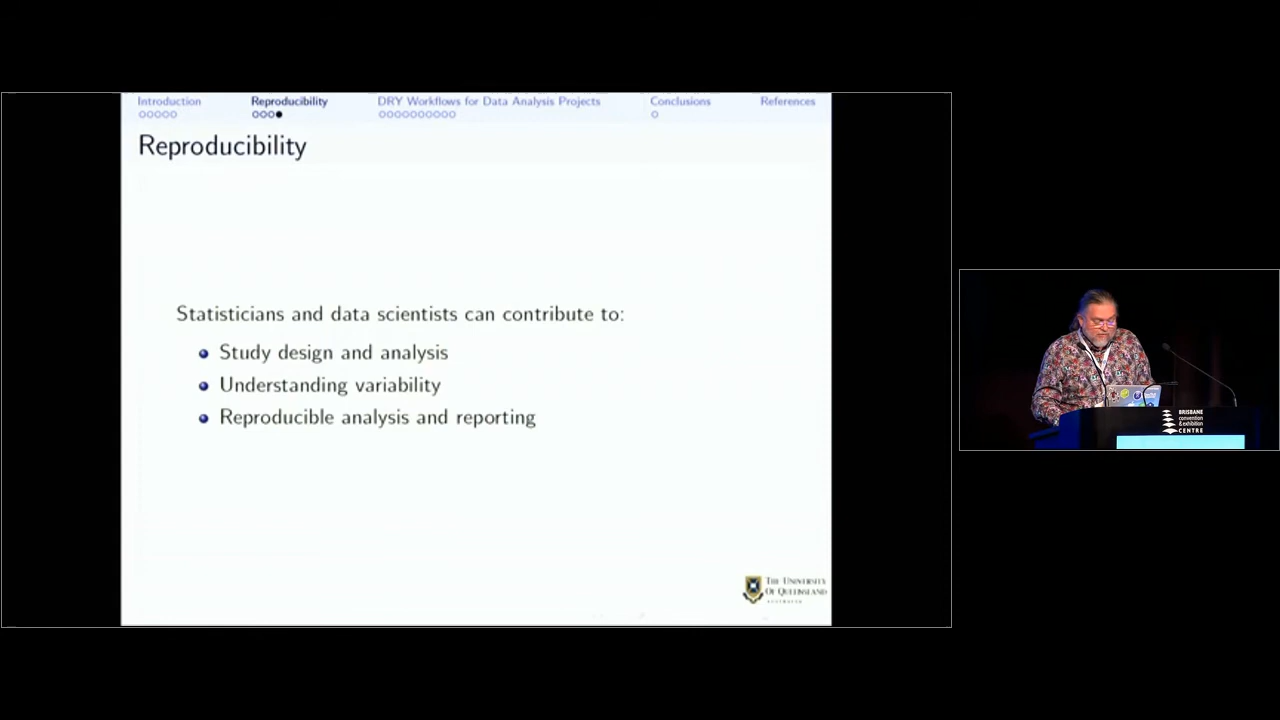 Introduction
Reproducibility
DRY Workflows for Data Analysis Projects
Conclusions
References
Reproducibility
Statisticians and data scientists can contribute to:
Study design and analysis
Understanding variability
Reproducible analysis and reporting
THE UNIVERSITY
OF QUEENSLAND
AUSTRALIA
BRISBANE
convention
& exhibition
CENTRE